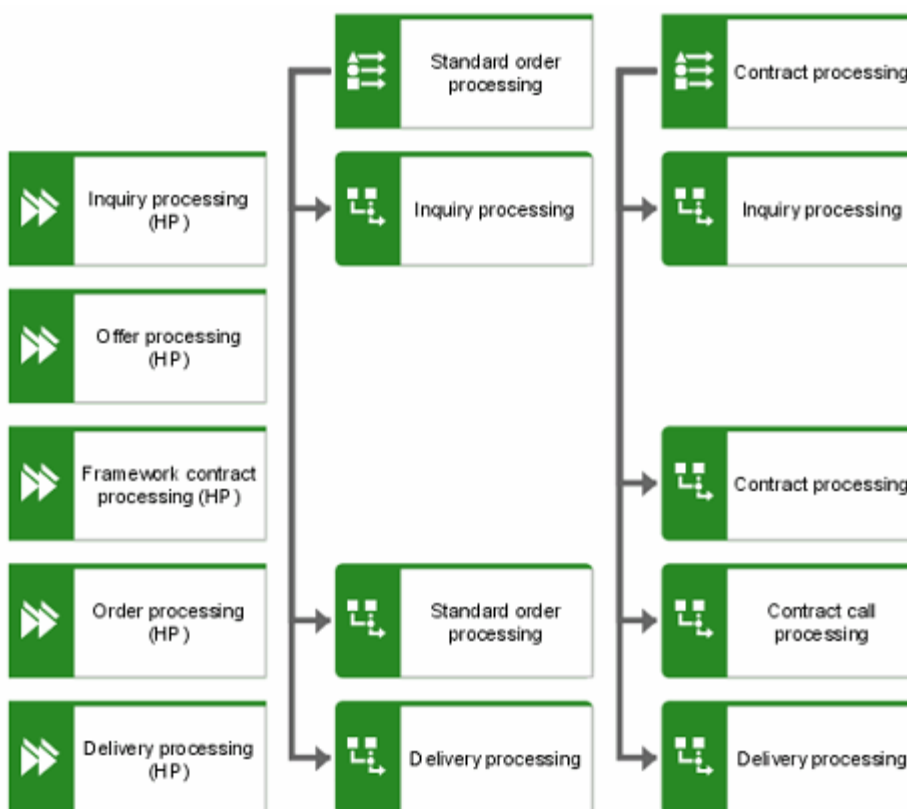 Standard order
processing
Contract processing
Inquiry processing
(HP)
Inquiry processing
Inquiry processing
Offer processing
(HP)
Framework contract
processing (HP)
Contract processing
Order processing
(HP)
Standard order
processing
Contract call
processing
Delivery processing
(HP)
Delivery processing
Delivery processing